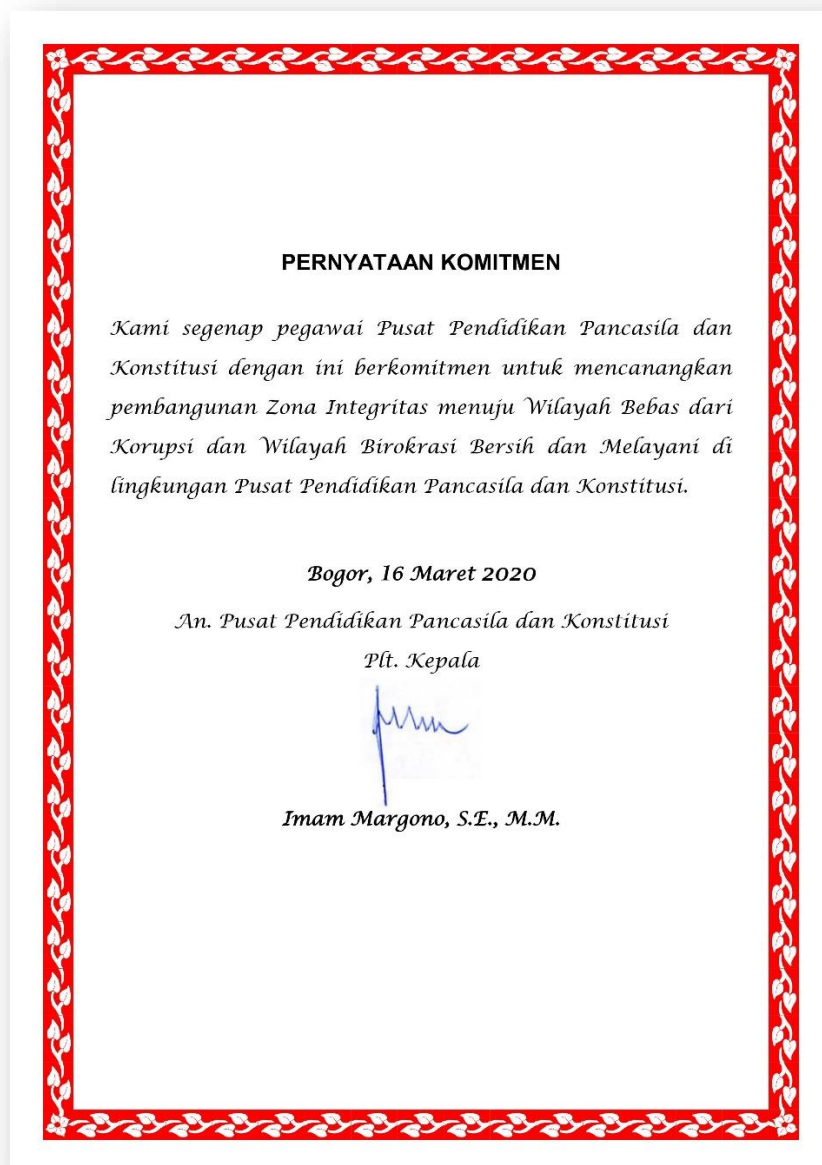 PERNYATAAN KOMITMEN
Kami segenap pegawai Pusat Pendidikan Pancasila dan
Konstitusi dengan ini berkomitmen untuk mencanangkan
pembangunan Zona Integritas menuju Wilayah Bebas dari
Korupsi dan Wilayah Birokrasi Bersih dan Melayani di
lingkungan Pusat Pendidikan Pancasila dan Konstitusi.
Bogor, 16 Maret 2020
An. Pusat Pendidikan Pancasila dan Konstitusi
Plt. Kepala
Imam Margono, S.E., M.M.